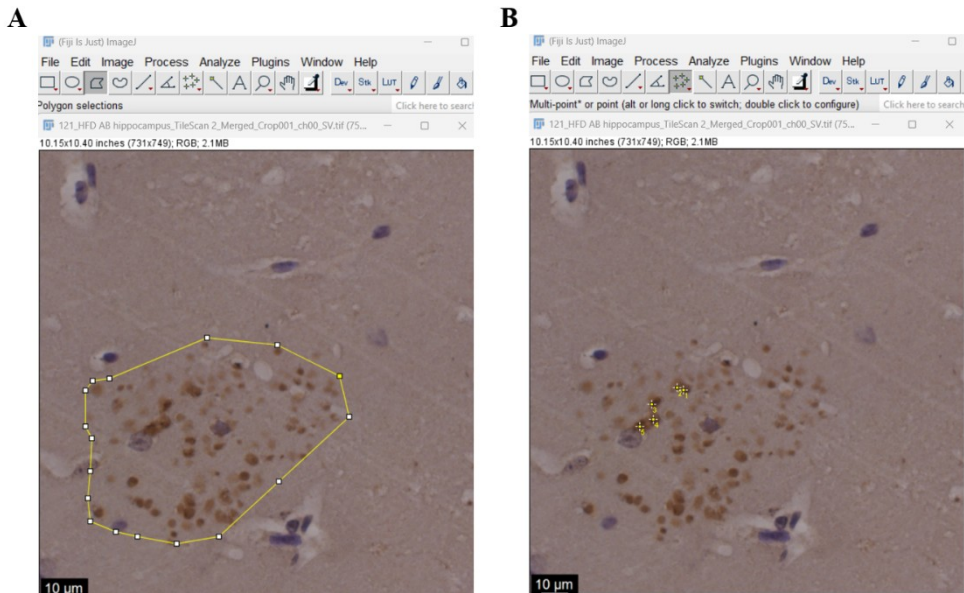 A
(Fiji Is Just) ImageJ
File Edit Image Process Analyze Plugins Window Help
Dev Stk LUT
Polygon selections
Click here to search
121_HFD AB hippocampus_TileScan 2_Merged_Crop001_ch00_SV.tif (75...
10.15x10.40 inches (731x749); RGB; 2.1MB
10 µm
B
(Fiji Is Just) ImageJ
File Edit Image Process Analyze Plugins Window Help
Dev Stk LUT
Multi-point* or point (alt or long click to switch; double click to configure)
Click here to search
121_HFD AB hippocampus_TileScan 2_Merged_Crop001_ch00_SV.tif (75...
10.15x10.40 inches (731x749); RGB; 2.1MB
10 µm